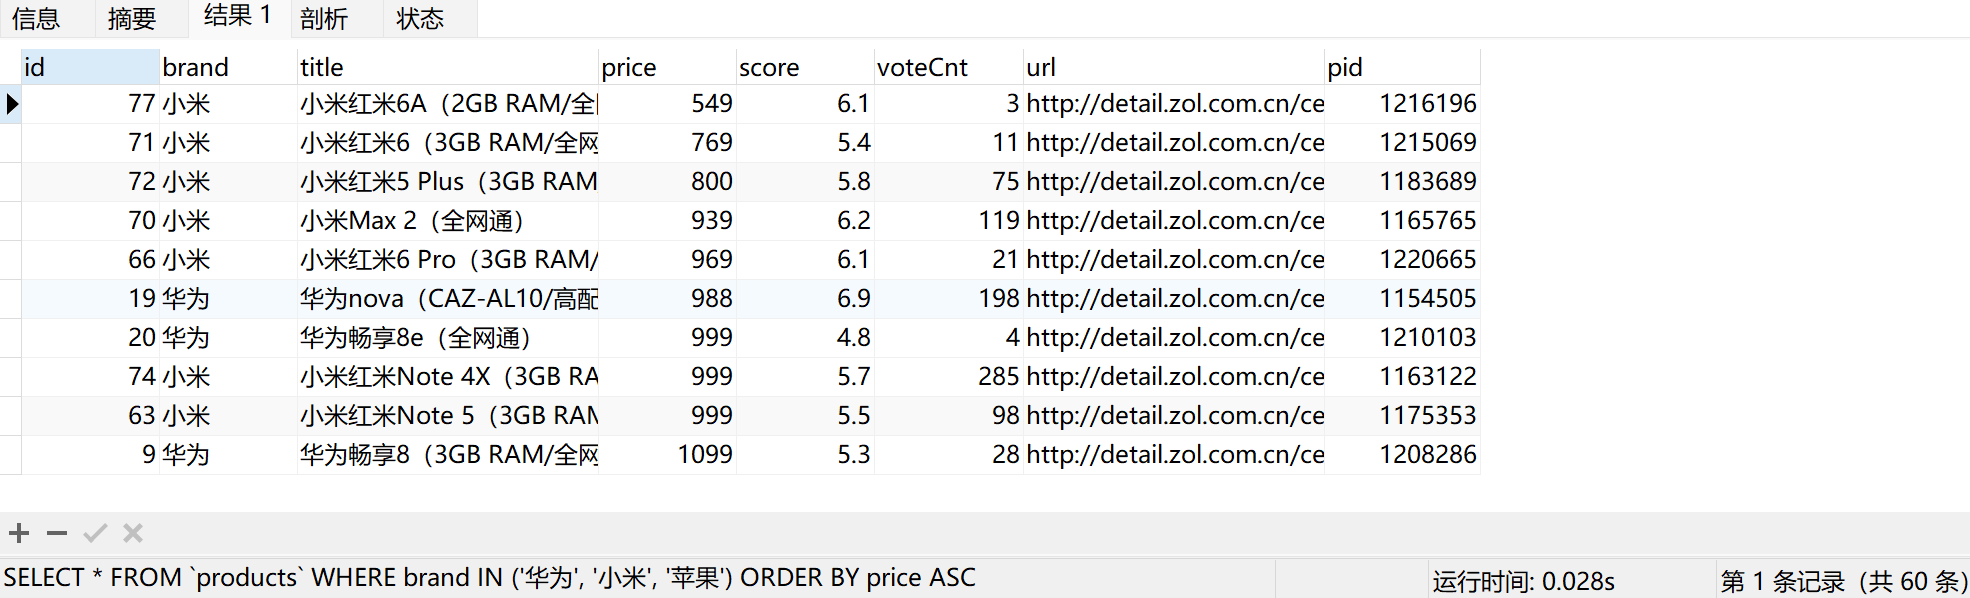 信息 摘要 结果 1 剖析 状态
id brand title price score voteCnt url pid
77 小米 小米红米6A（2GB RAM/全 549 6.1 3 http://detail.zol.com.cn/ce 1216196
71 小米 小米红米6（3GB RAM/全网 769 5.4 11 http://detail.zol.com.cn/ce 1215069
72 小米 小米红米5 Plus（3GB RAM 800 5.8 75 http://detail.zol.com.cn/ce 1183689
70 小米 小米Max 2（全网通） 939 6.2 119 http://detail.zol.com.cn/ce 1165765
66 小米 小米红米6 Pro（3GB RAM/ 969 6.1 21 http://detail.zol.com.cn/ce 1220665
19 华为 华为nova（CAZ-AL10/高配 988 6.9 198 http://detail.zol.com.cn/ce 1154505
20 华为 华为畅享8e（全网通） 999 4.8 4 http://detail.zol.com.cn/ce 1210103
74 小米 小米红米Note 4X（3GB RA 999 5.7 285 http://detail.zol.com.cn/ce 1163122
63 小米 小米红米Note 5（3GB RAM 999 5.5 98 http://detail.zol.com.cn/ce 1175353
9 华为 华为畅享8（3GB RAM/全网 1099 5.3 28 http://detail.zol.com.cn/ce 1208286
SELECT * FROM `products` WHERE brand IN ('华为', '小米', '苹果') ORDER BY price ASC 运行时间: 0.028s 第 1 条记录（共 60 条)